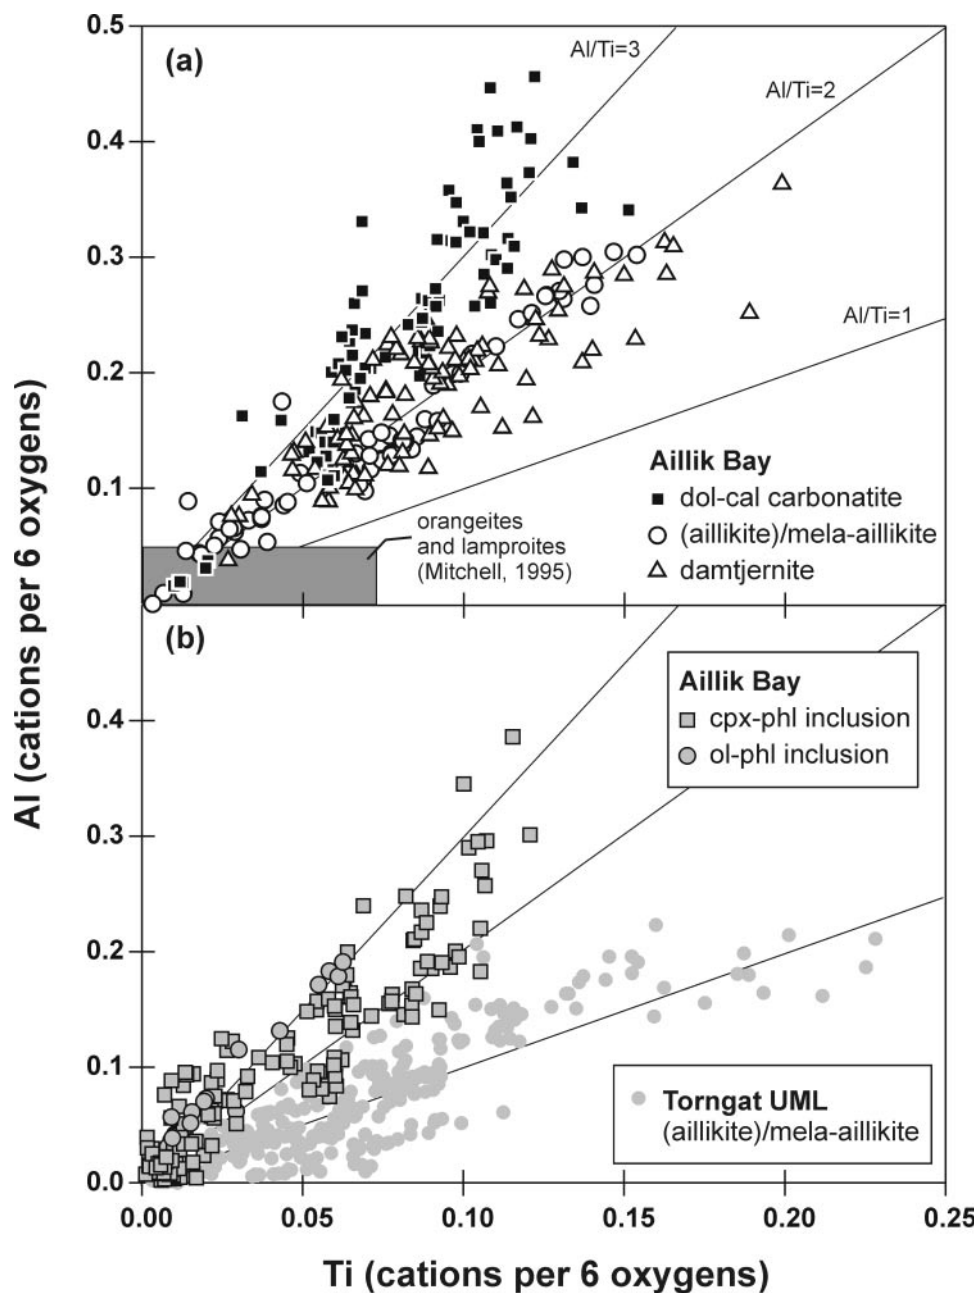 0.5
(a)
Al/Ti=3
Al/Ti=2
0.4
0.3
Al/Ti=1
0.2
Aillik Bay
dol-cal carbonatite
0.1
orangeites
and lamproites
(Mitchell, 1995)
(aillikite)/mela-aillikite
damtjernite
(b)
Aillik Bay
cpx-phl inclusion
ol-phl inclusion
0.4
0.3
0.2
0.1
Torngat UML
(aillikite)/mela-aillikite
0.0
0.00
0.05
0.10
0.15
0.20
0.25
Ti (cations per 6 oxygens)
Al (cations per 6 oxygens)